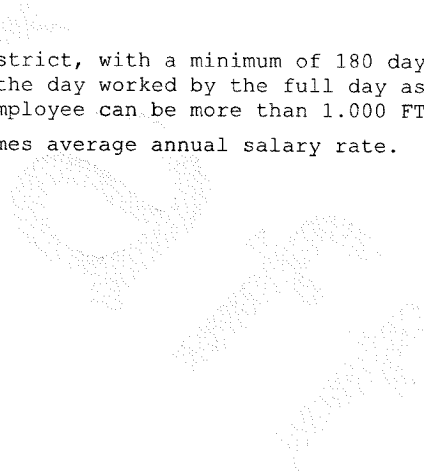 strict, with a minimum of 180 day
the day worked by the full day as
mployee can be more than 1.000 FT
mes average annual salary rate.